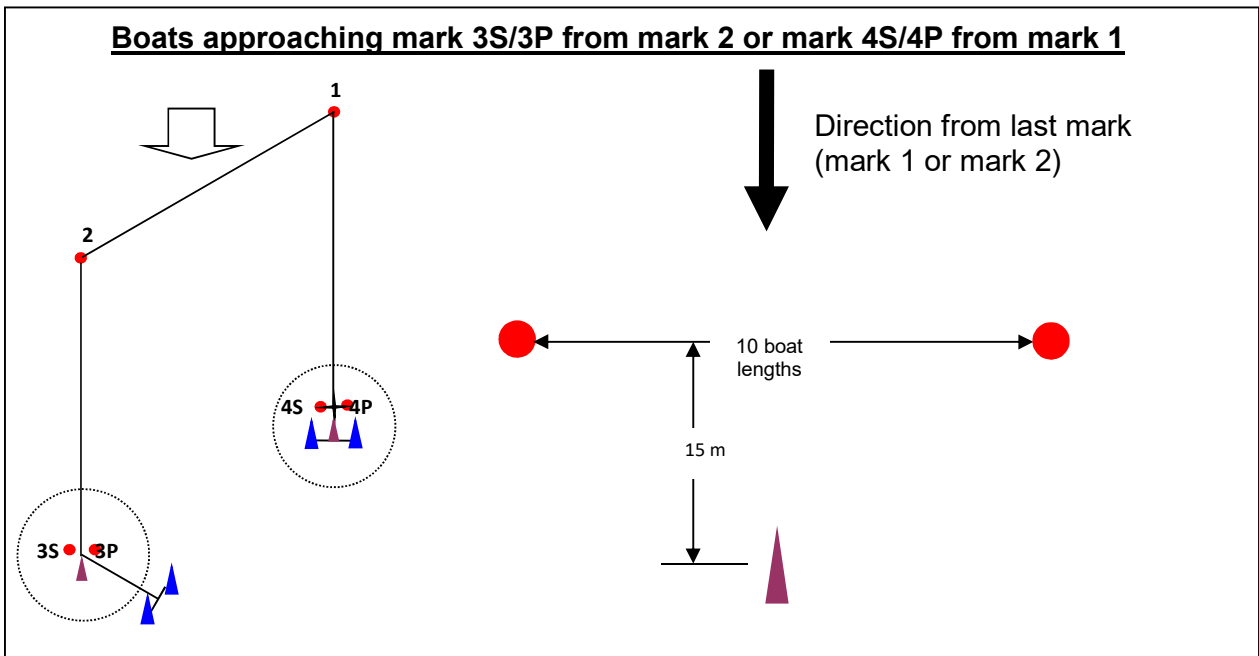 Boats approaching mark 3S/3P from mark 2 or mark 4S/4P from mark 1
1
Direction from last mark
(mark 1 or mark 2)
2
10 boat
lengths
4S
4P
15 m
3S
3P